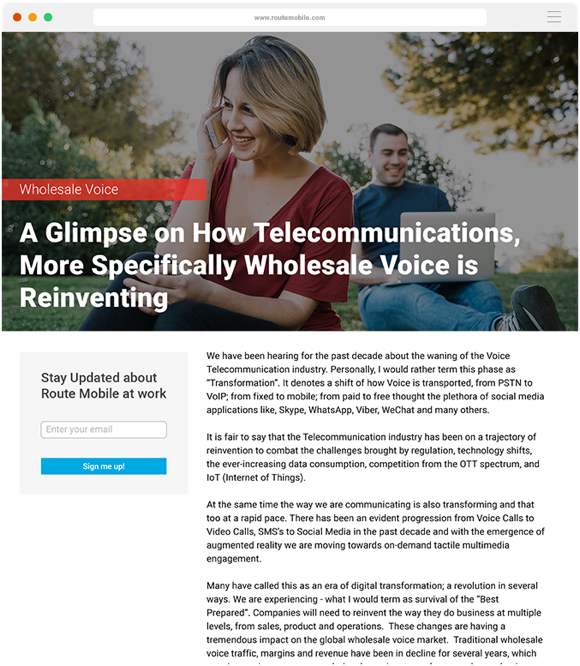 www.routemobile.com
Wholesale Voice
A Glimpse on How Telecommunications,
More Specifically Wholesale Voice is
Reinventing
Stay Updated about
Route Mobile at work
Enter your email
Sign me up!
We have been hearing for the past decade about the waning of the Voice
Telecommunication industry. Personally, I would rather term this phase as
“Transformation”. It denotes a shift of how Voice is transported, from PSTN to
VoIP; from fixed to mobile; from paid to free thought the plethora of social media
applications like, Skype, WhatsApp, Viber, WeChat and many others.
It is fair to say that the Telecommunication industry has been on a trajectory of
reinvention to combat the challenges brought by regulation, technology shifts,
the ever-increasing data consumption, competition from the OTT spectrum, and
IoT (Internet of Things).
At the same time the way we are communicating is also transforming and that
too at a rapid pace. There has been an evident progression from Voice Calls to
Video Calls, SMS’s to Social Media in the past decade and with the emergence of
augmented reality we are moving towards on-demand tactile multimedia
engagement.
Many have called this as an era of digital transformation; a revolution in several
ways. We are experiencing - what I would term as survival of the “Best
Prepared”. Companies will need to reinvent the way they do business at multiple
levels, from sales, product and operations.  These changes are having a
tremendous impact on the global wholesale voice market.  Traditional wholesale
voice traffic, margins and revenue have been in decline for several years, which